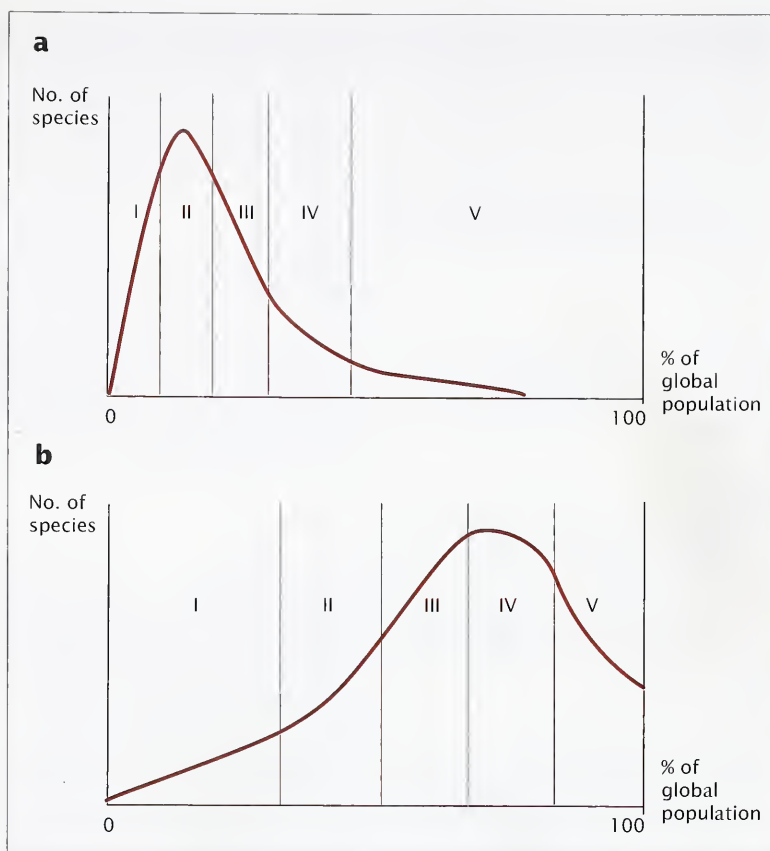 a
No. of
species
I II III IV V
% of
global
population
0 100
b
No. of
species
I II III IV V
% of
global
population
0 100